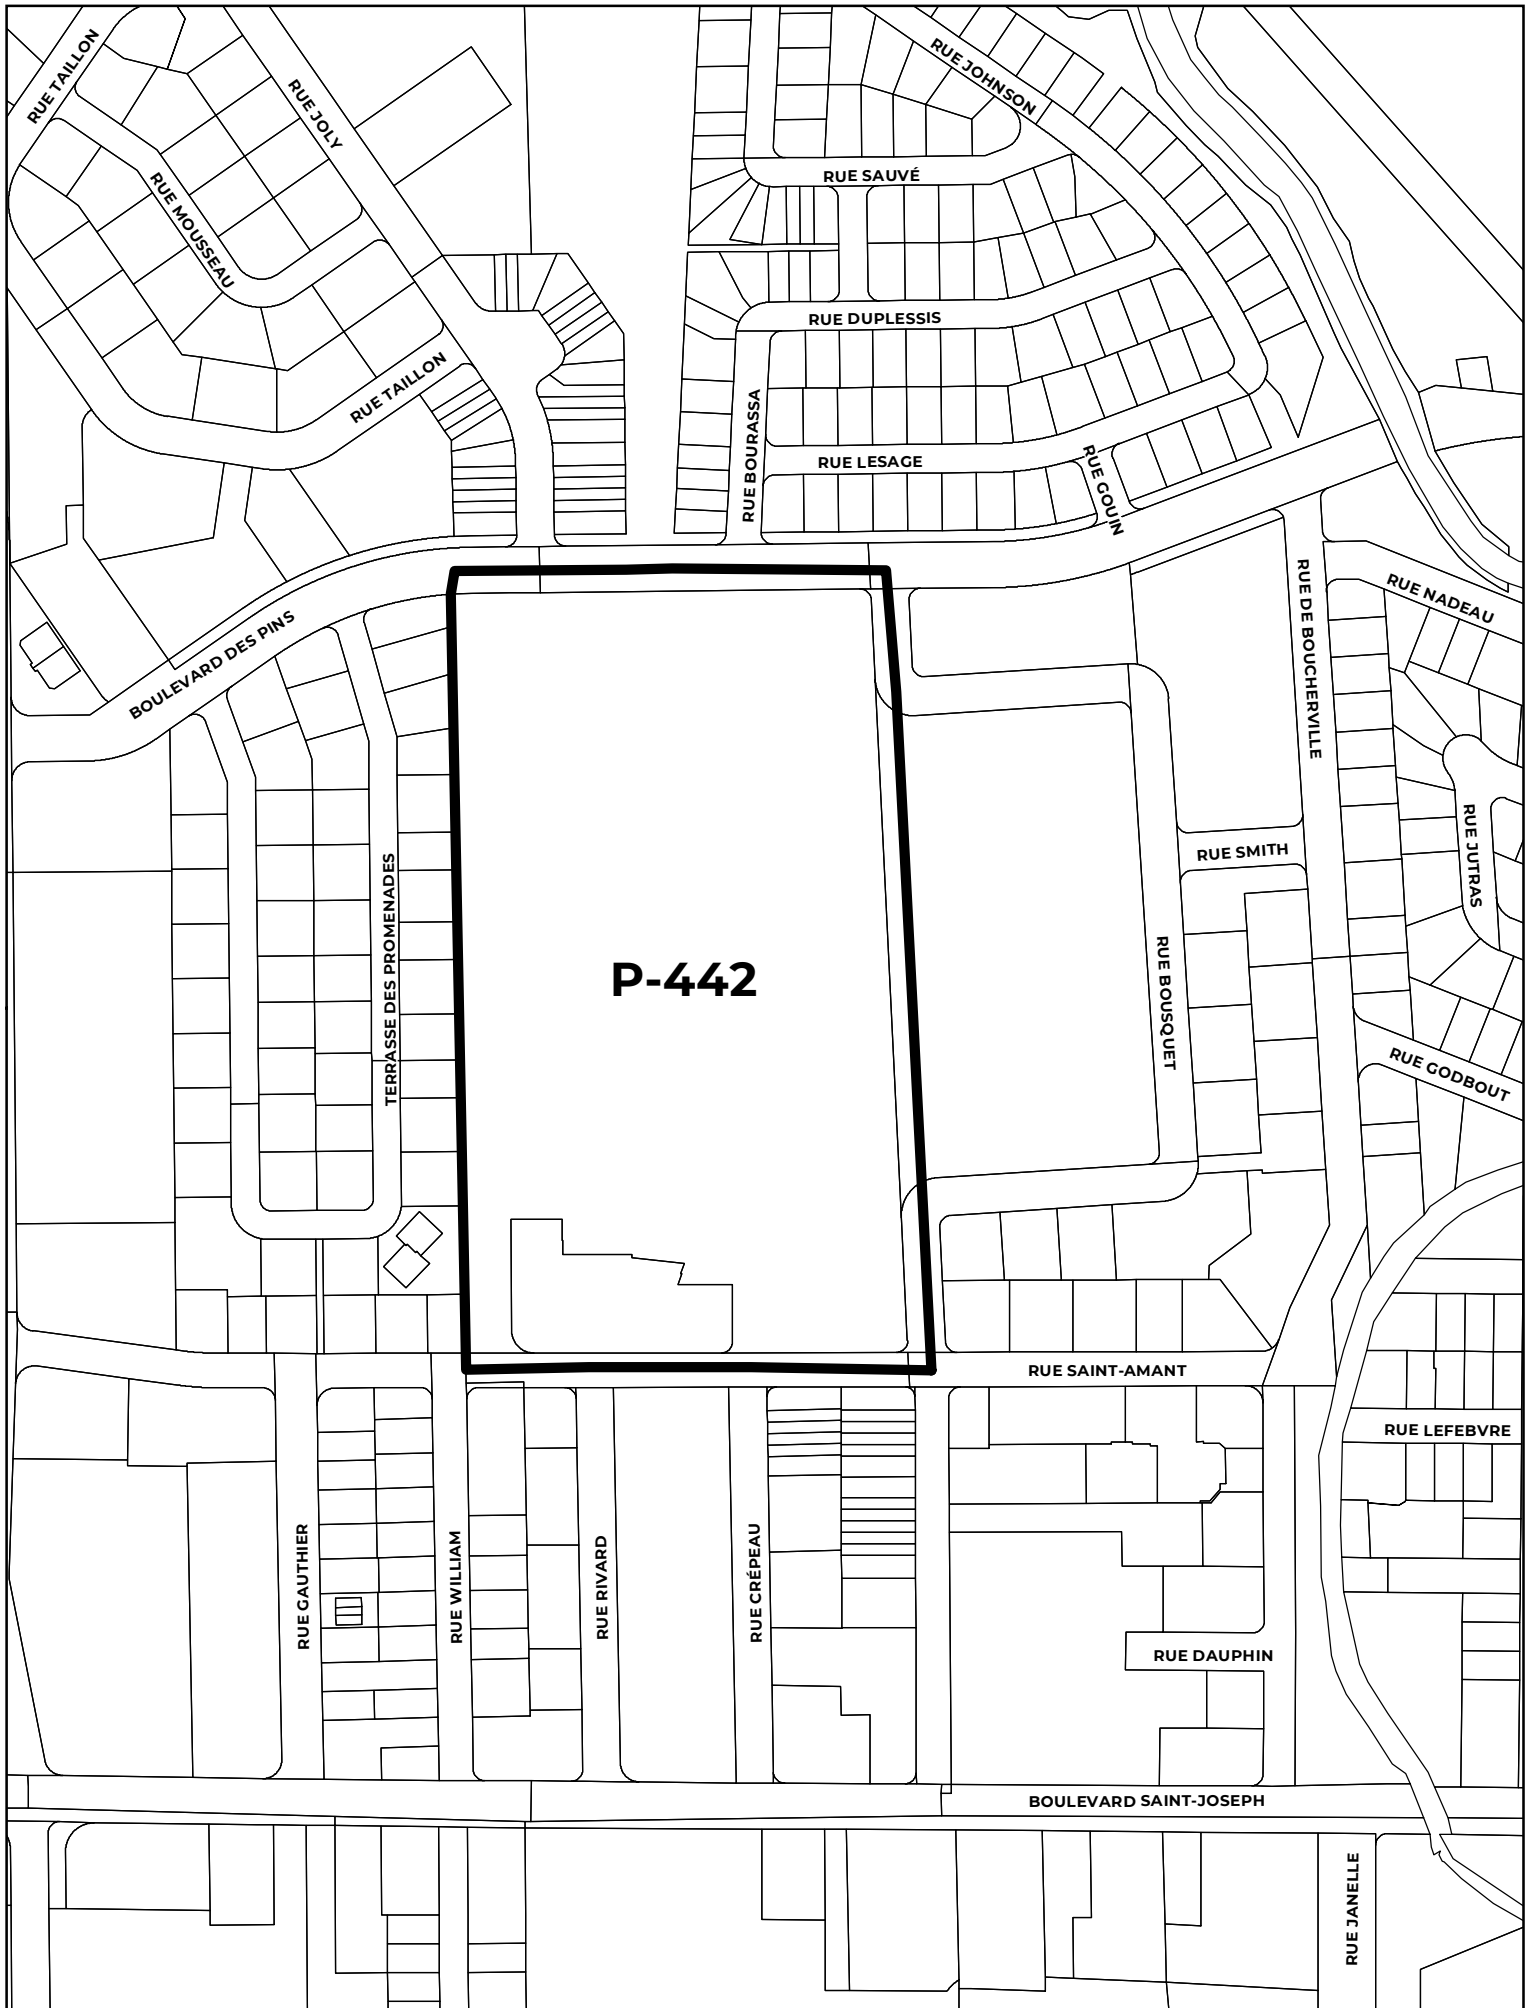 RUE TAILLON
RUE JOLY
RUE JOHNSON
RUE SAUVÉ
RUE MOUSSEAU
RUE DUPLESSIS
RUE TAILLON
RUE BOURASSA
RUE LESAGE
RUE GOUIN
BOULEVARD DES PINS
RUE DE BOUCHERVILLE
RUE NADEAU
RUE SMITH
RUE JUTRAS
TERRASSE DES PROMENADES
P-442
RUE BOUSQUET
RUE GODBOUT
RUE SAINT-AMANT
RUE LEFEBVRE
RUE GAUTHIER
RUE WILLIAM
RUE RIVARD
RUE CRÉPEAU
RUE DAUPHIN
BOULEVARD SAINT-JOSEPH
RUE JANELLE